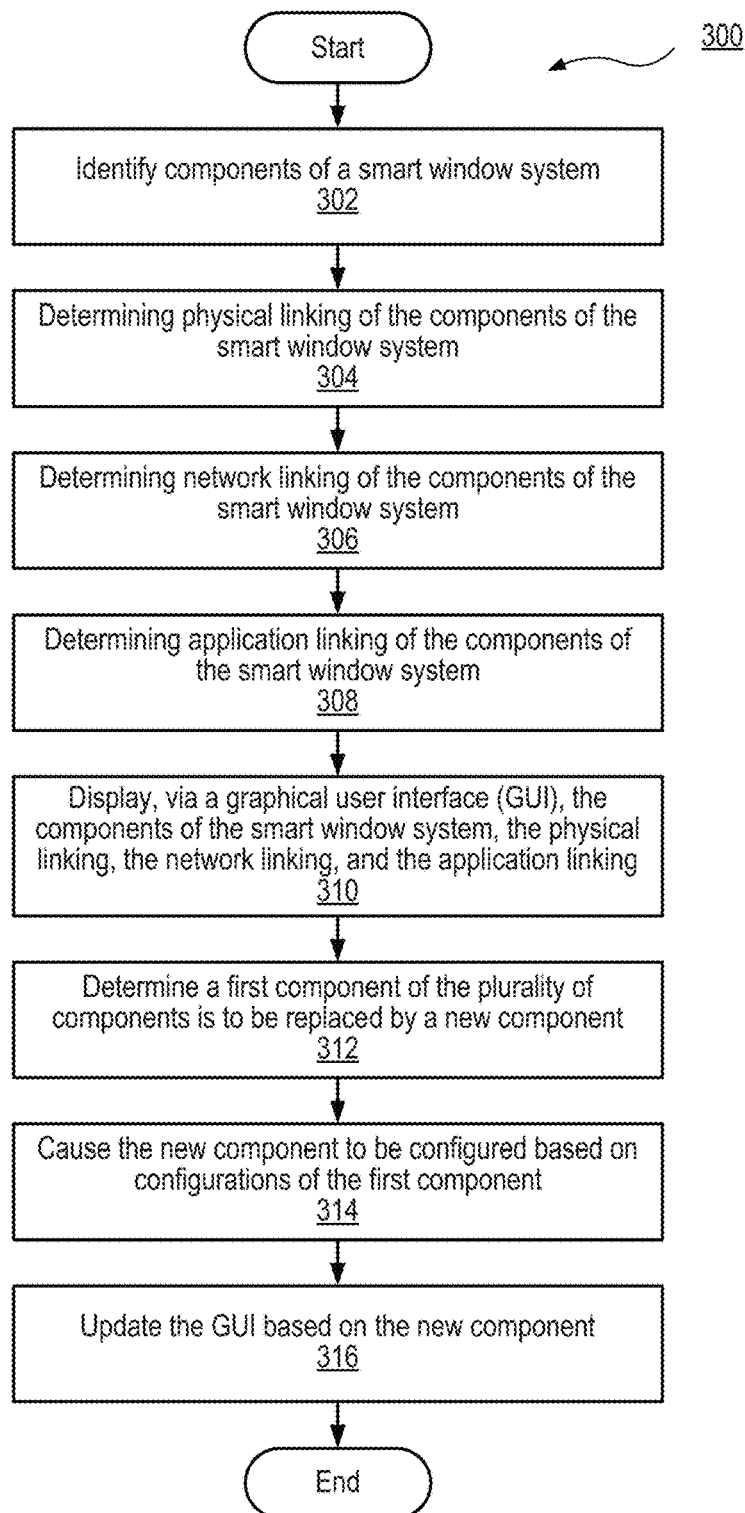 Start
300
Identify components of a smart window system
302
Determining physical linking of the components of the
smart window system
304
Determining network linking of the components of the
smart window system
306
Determining application linking of the components of
the smart window system
308
Display, via a graphical user interface (GUI), the
components of the smart window system, the physical
linking, the network linking, and the application linking
310
Determine a first component of the plurality of
components is to be replaced by a new component
312
Cause the new component to be configured based on
configurations of the first component
314
Update the GUI based on the new component
316
End